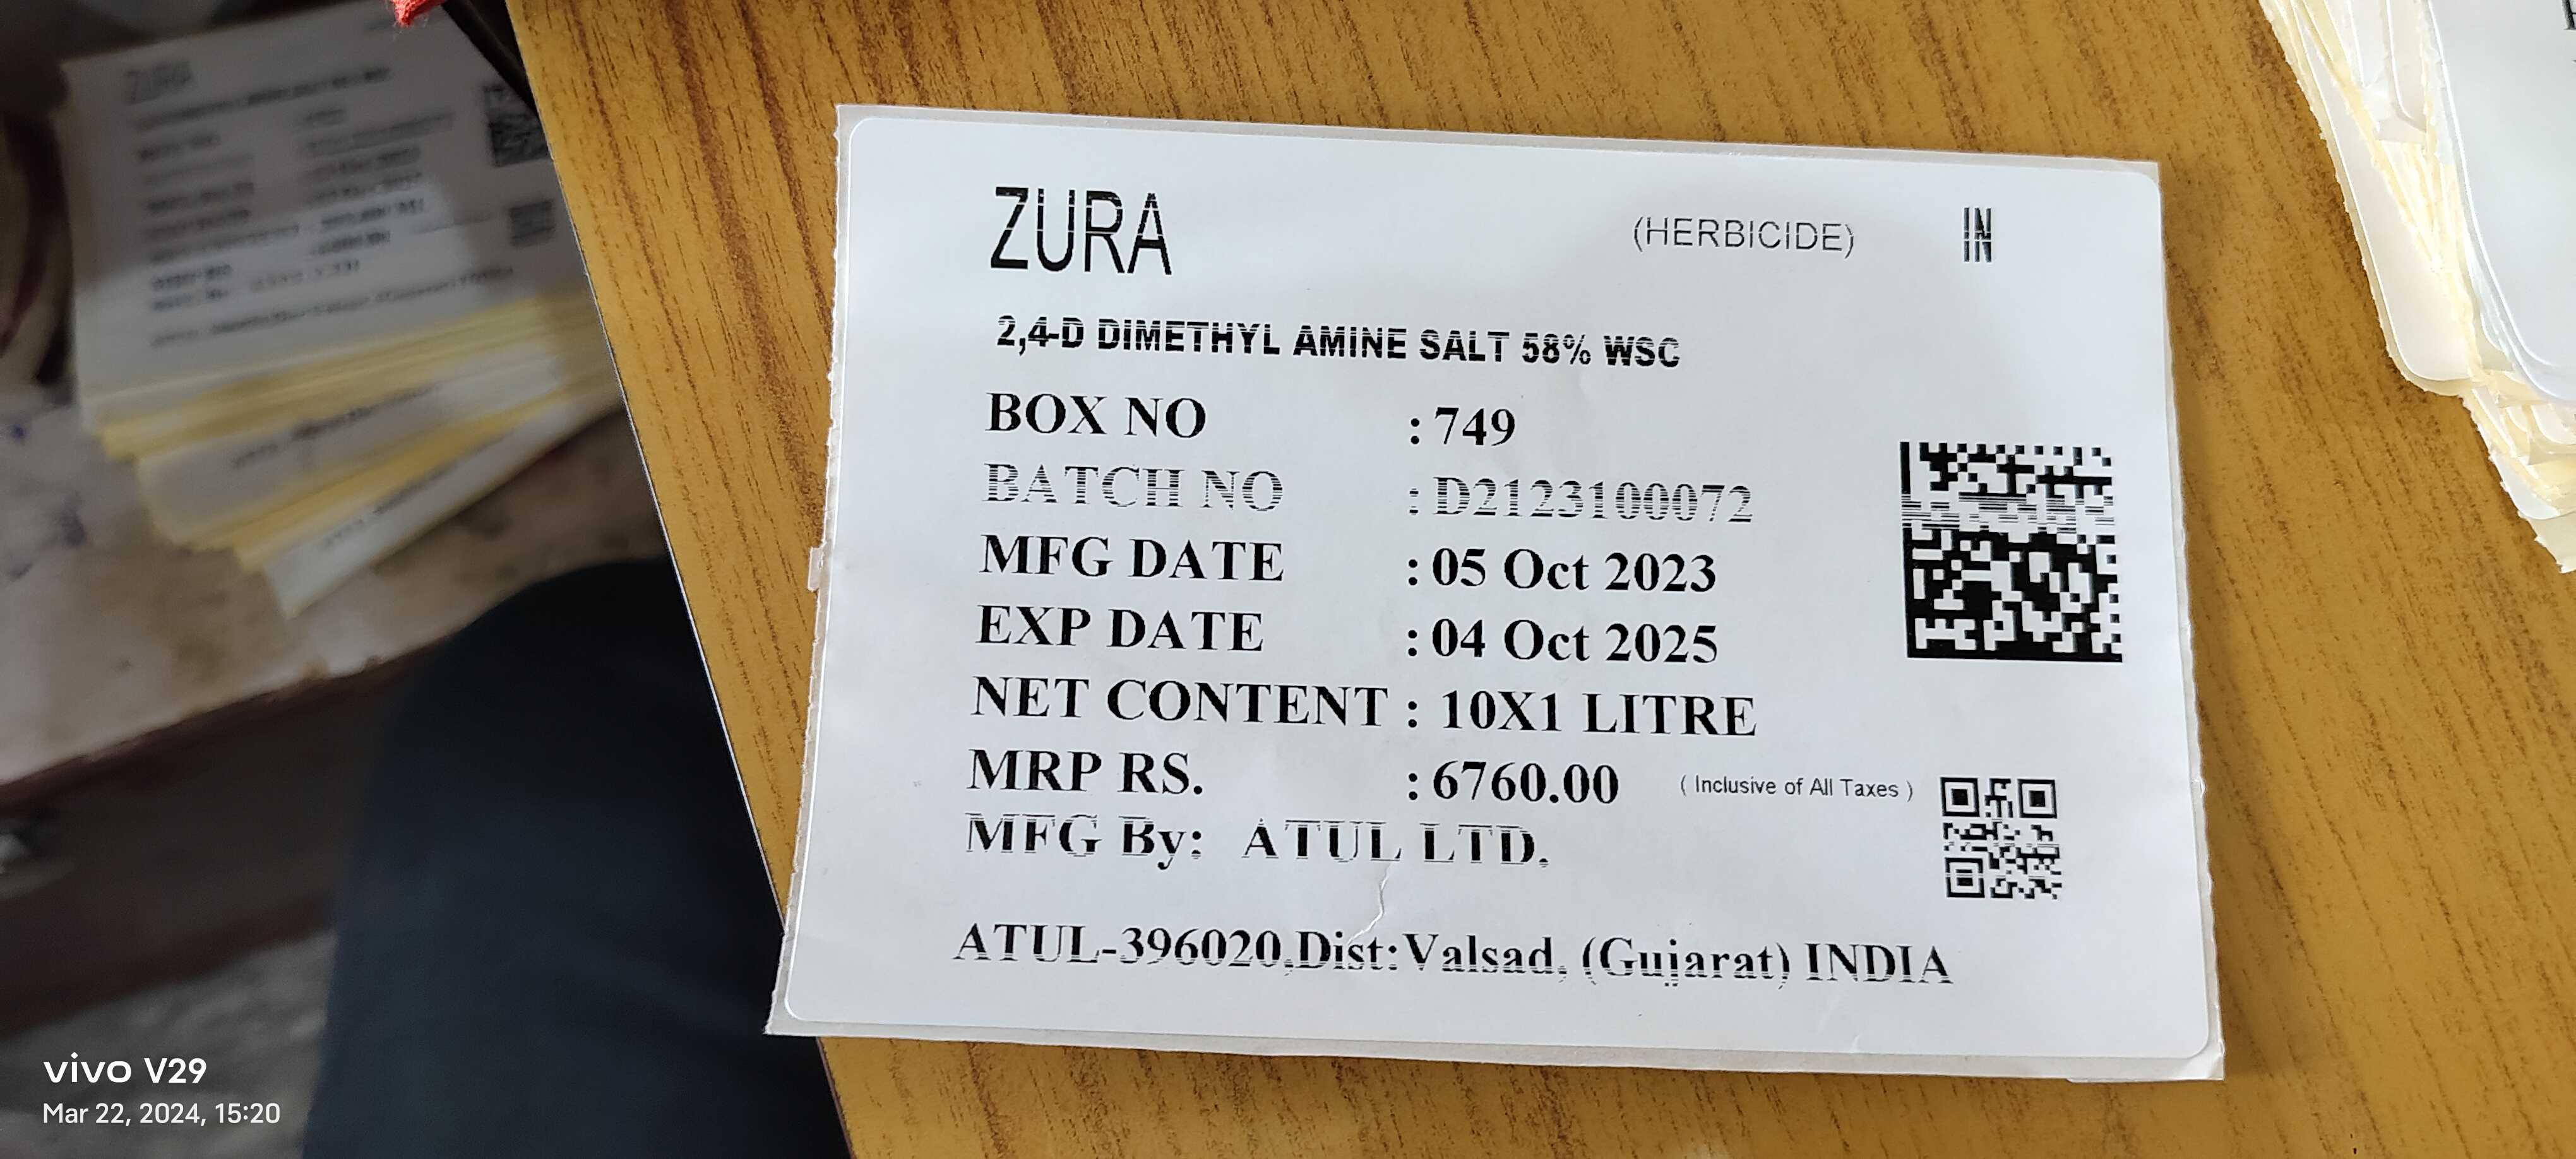 ZURA (HERBICIDE) IN
2,4-D DIMETHYL AMINE SALT 58% WSC
BOX NO : 749
BATCH NO : D2123100072
MFG DATE : 05 Oct 2023
EXP DATE : 04 Oct 2025
NET CONTENT : 10X1 LITRE
MRP RS. : 6760.00 ( Inclusive of All Taxes )
MFG By: ATUL LTD.
ATUL-396020,Dist:Valsad, (Gujarat) INDIA
ZURA
vivo V29
Mar 22, 2024, 15:20